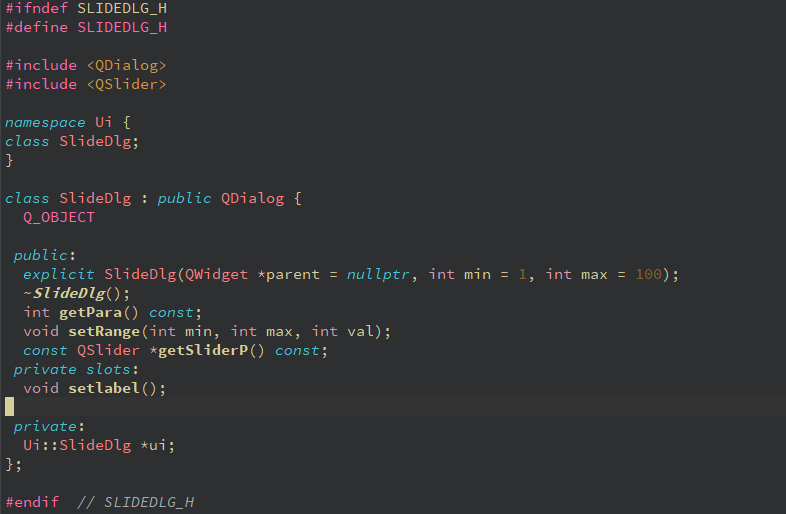 #ifndef SLIDEDLG_H
#define SLIDEDLG_H

#include <QDialog>
#include <QSlider>

namespace Ui {
class SlideDlg;
}

class SlideDlg : public QDialog {
  Q_OBJECT

 public:
  explicit SlideDlg(QWidget *parent = nullptr, int min = 1, int max = 100);
  ~SlideDlg();
  int getPara() const;
  void setRange(int min, int max, int val);
  const QSlider *getSliderP() const;
 private slots:
  void setlabel();

 private:
  Ui::SlideDlg *ui;
};

#endif  // SLIDEDLG_H